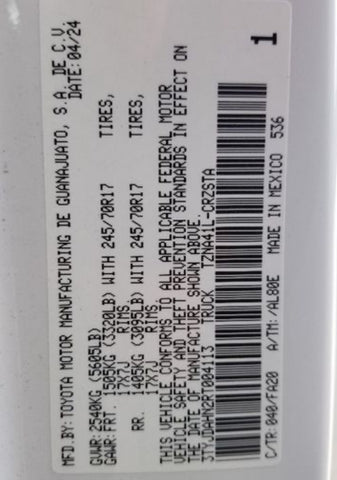 MFD.BY: TOYOTA MOTOR MANUFACTURING DE GUANAJUATO, S.A. DE C.V.
DATE: 04/24
GVWR: 2540KG (5605LB)
GAWR: FRT. 1505KG (3320LB) WITH 245/70R17 TIRES,
17X7J RIMS
RR. 1405KG (3095LB) WITH 245/70R17 TIRES,
17X7J RIMS
THIS VEHICLE CONFORMS TO ALL APPLICABLE FEDERAL MOTOR
VEHICLE SAFETY AND THEFT PREVENTION STANDARDS IN EFFECT ON
THE DATE OF MANUFACTURE SHOWN ABOVE.
3TYJDAHN2RT004113 TRUCK TZNA41L-CRZSTA
1
C/TR: 040/FA20 A/TM: /AL80E MADE IN MEXICO 536